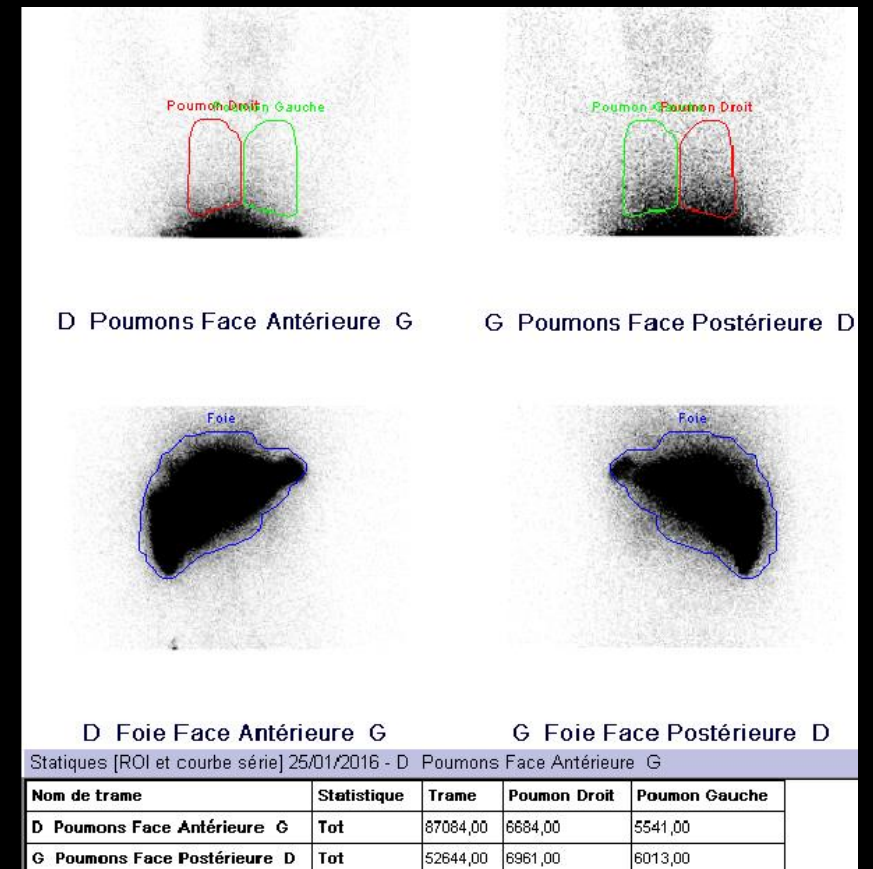 Poumon Droit Poumon Gauche Poumon Gauche Poumon Droit
D Poumons Face Antérieure G G Poumons Face Postérieure D
Foie Foie
D Foie Face Antérieure G G Foie Face Postérieure D
Statiques [ROI et courbe série] 25/01/2016 - D Poumons Face Antérieure G
Nom de trame Statistique Trame Poumon Droit Poumon Gauche
D Poumons Face Antérieure G Tot 87084,00 6684,00 5541,00
G Poumons Face Postérieure D Tot 52644,00 6961,00 6013,00